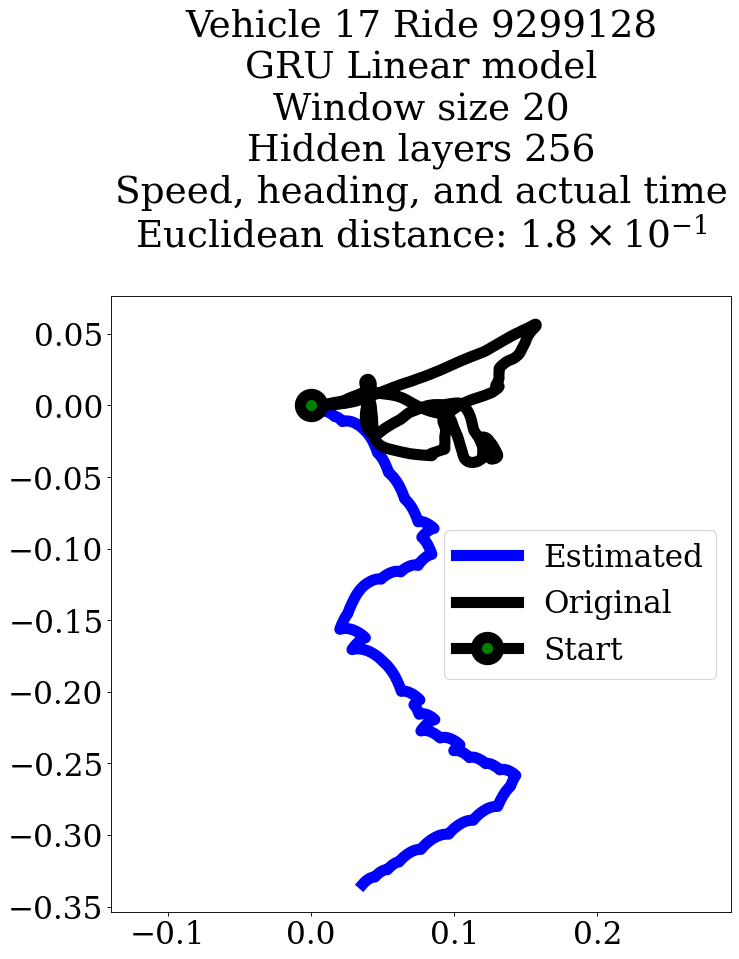 Vehicle 17 Ride 9299128
GRU Linear model
Window size 20
Hidden layers 256
Speed, heading, and actual time
Euclidean distance: 1.8 × 10⁻¹
0.05
0.00
−0.05
−0.10
−0.15
−0.20
−0.25
−0.30
−0.35
Estimated
Original
Start
−0.1
0.0
0.1
0.2